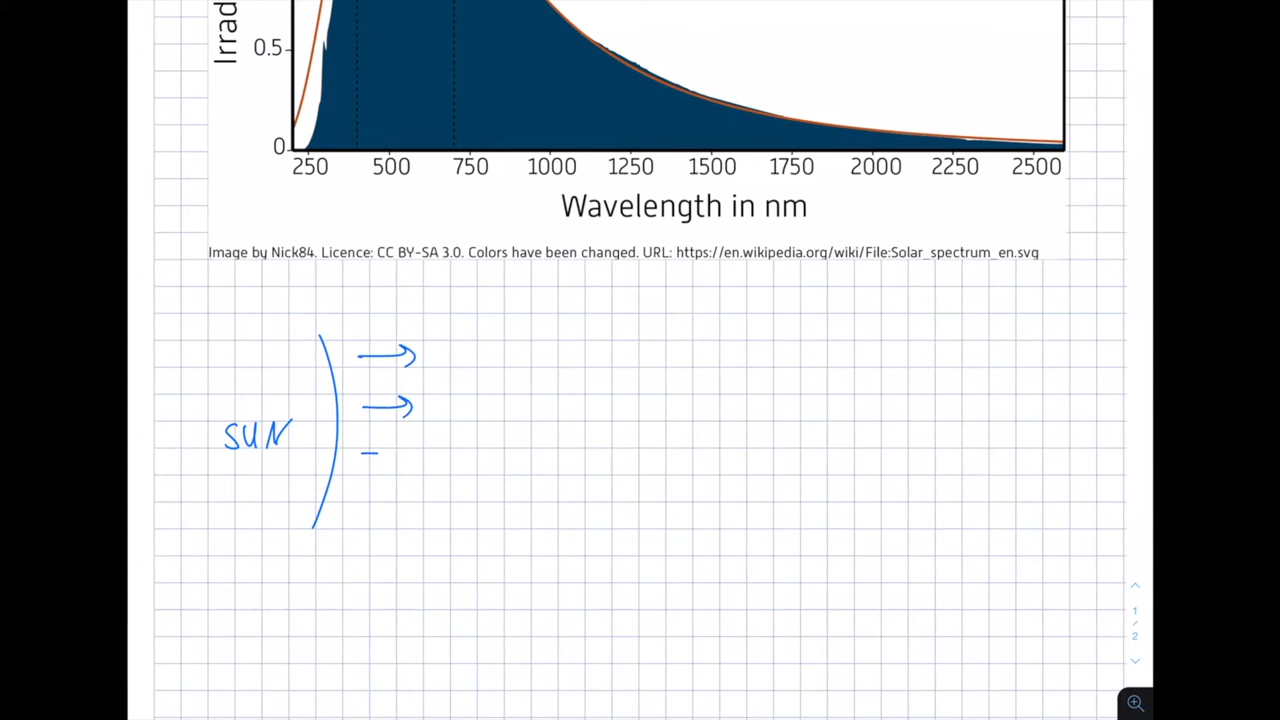 Irrad
0.5
0
250 500 750 1000 1250 1500 1750 2000 2250 2500
Wavelength in nm
Image by Nick84. Licence: CC BY-SA 3.0. Colors have been changed. URL: https://en.wikipedia.org/wiki/File:Solar_spectrum_en.svg
SUN
1
/
2